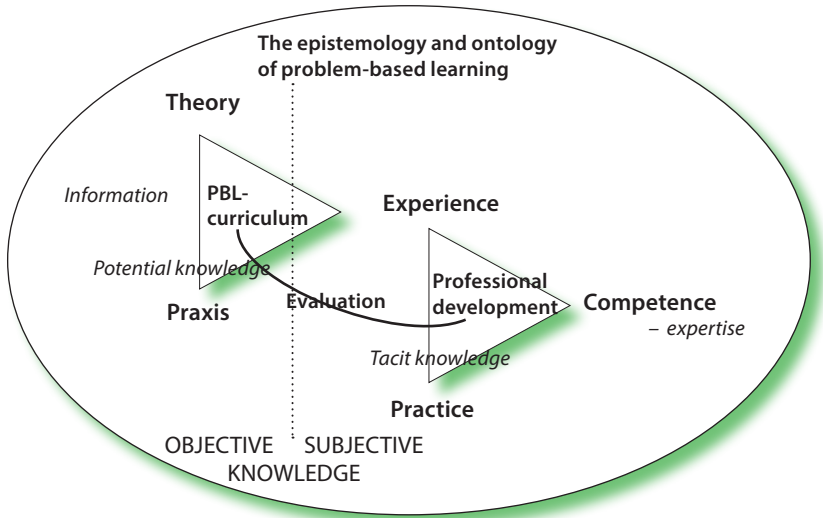 The epistemology and ontology
of problem-based learning
Theory
Information
PBL-
curriculum
Experience
Potential knowledge
Praxis
Evaluation
Professional
development
Competence
– expertise
Tacit knowledge
Practice
OBJECTIVE SUBJECTIVE
KNOWLEDGE